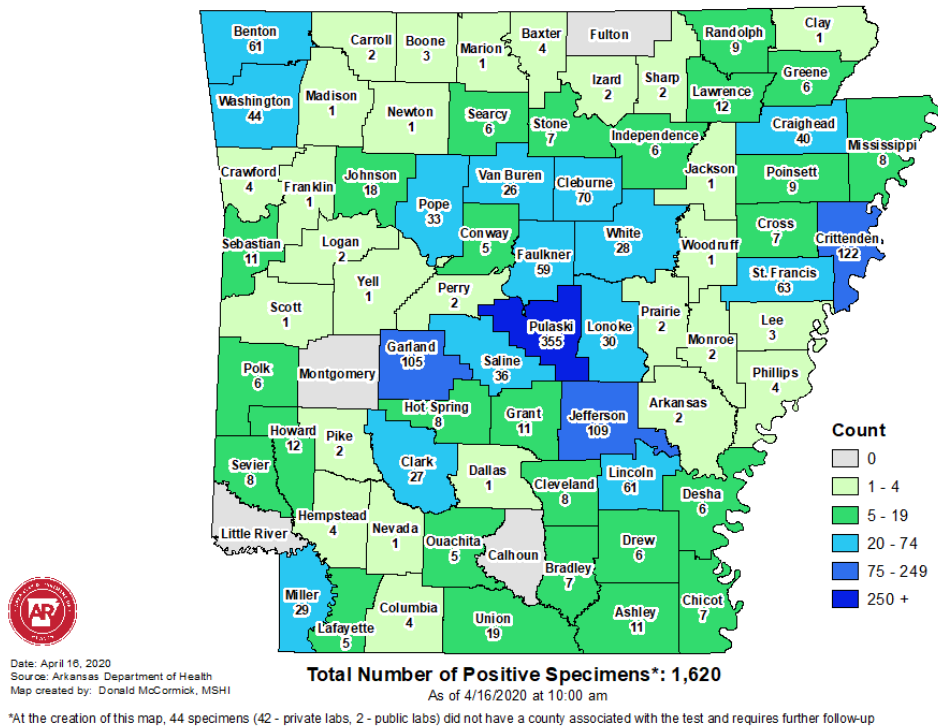 Benton
61
Carroll
2
Boone
3
Marion
1
Baxter
4
Fulton
Randolph
9
Clay
1
Washington
44
Madison
1
Newton
1
Searcy
6
Stone
7
Izard
2
Sharp
2
Lawrence
12
Greene
6
Independence
6
Craighead
40
Mississippi
8
Crawford
4
Franklin
1
Johnson
18
Pope
33
Van Buren
26
Cleburne
70
Jackson
1
Poinsett
9
Sebastian
11
Logan
2
Conway
5
Faulkner
59
White
28
Woodruff
1
Cross
7
Crittenden
122
St. Francis
63
Scott
1
Yell
1
Perry
2
Pulaski
355
Lonoke
30
Prairie
2
Monroe
2
Lee
3
Phillips
4
Polk
6
Montgomery
Garland
105
Saline
36
Hot Spring
8
Grant
11
Jefferson
109
Arkansas
2
Howard
12
Pike
2
Clark
27
Dallas
1
Cleveland
8
Lincoln
61
Desha
6
Sevier
8
Little River
Hempstead
4
Nevada
1
Ouachita
5
Calhoun
Bradley
7
Drew
6
Miller
29
Lafayette
5
Columbia
4
Union
19
Ashley
11
Chicot
7
Count
0
1 - 4
5 - 19
20 - 74
75 - 249
250 +
AR
Date: April 16, 2020
Source: Arkansas Department of Health
Map created by: Donald McCormick, MSHI
Total Number of Positive Specimens*: 1,620
As of 4/16/2020 at 10:00 am
*At the creation of this map, 44 specimens (42 - private labs, 2 - public labs) did not have a county associated with the test and requires further follow-up